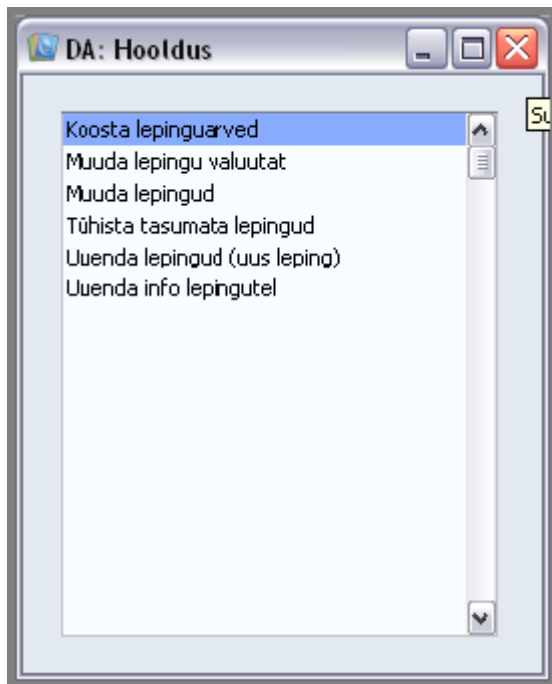 DA: Hooldus
Koosta lepinguarved
Muuda lepingu valuutat
Muuda lepingud
Tühista tasumata lepingud
Uuenda lepingud (uus leping)
Uuenda info lepingutel